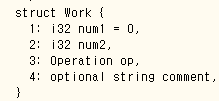 struct Work {
  1: i32 num1 = 0,
  2: i32 num2,
  3: Operation op,
  4: optional string comment,
}